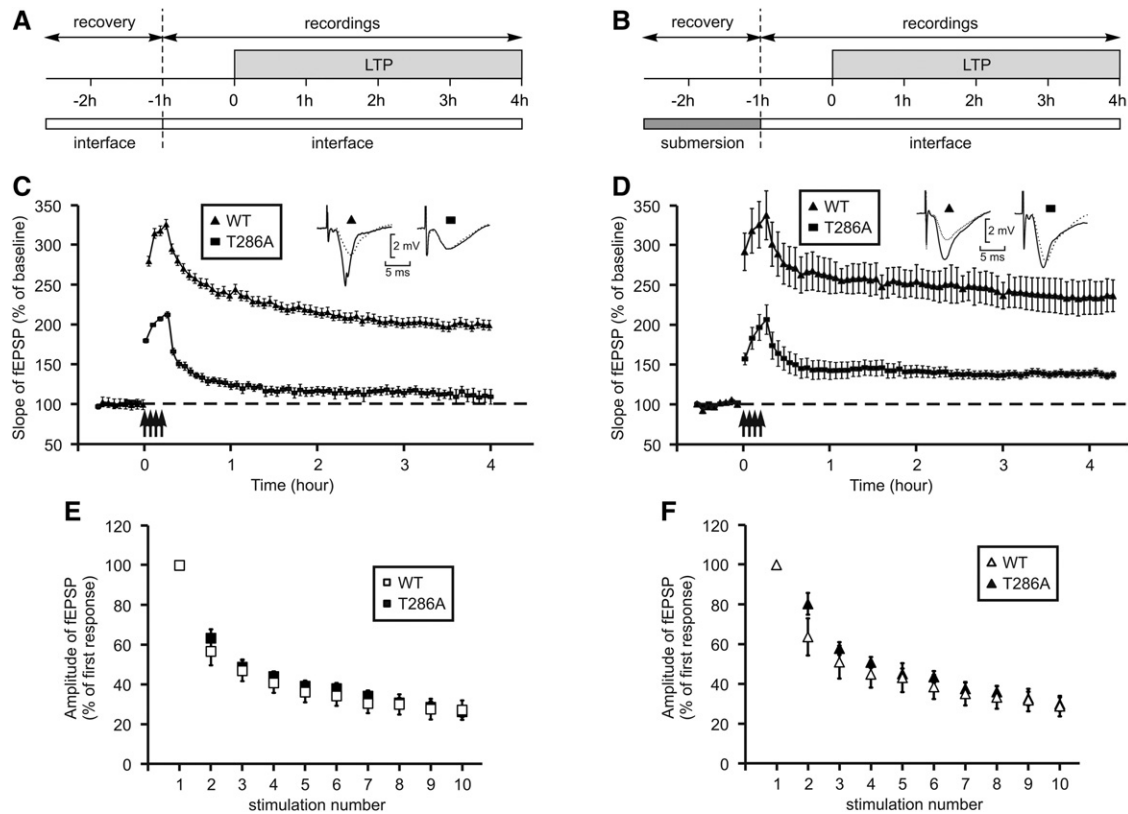 A
recovery
recordings
LTP
-2h
-1h
0
1h
2h
3h
4h
interface
interface
B
recovery
recordings
LTP
-2h
-1h
0
1h
2h
3h
4h
submersion
interface
C
WT
T286A
2 mV
5 ms
Slope of fEPSP (% of baseline)
350
300
250
200
150
100
50
0
1
2
3
4
Time (hour)
D
WT
T286A
2 mV
5 ms
Slope of fEPSP (% of baseline)
350
300
250
200
150
100
50
0
1
2
3
4
Time (hour)
E
WT
T286A
Amplitude of fEPSP
(% of first response)
120
100
80
60
40
20
0
1
2
3
4
5
6
7
8
9
10
stimulation number
F
WT
T286A
Amplitude of fEPSP
(% of first response)
120
100
80
60
40
20
0
1
2
3
4
5
6
7
8
9
10
stimulation number